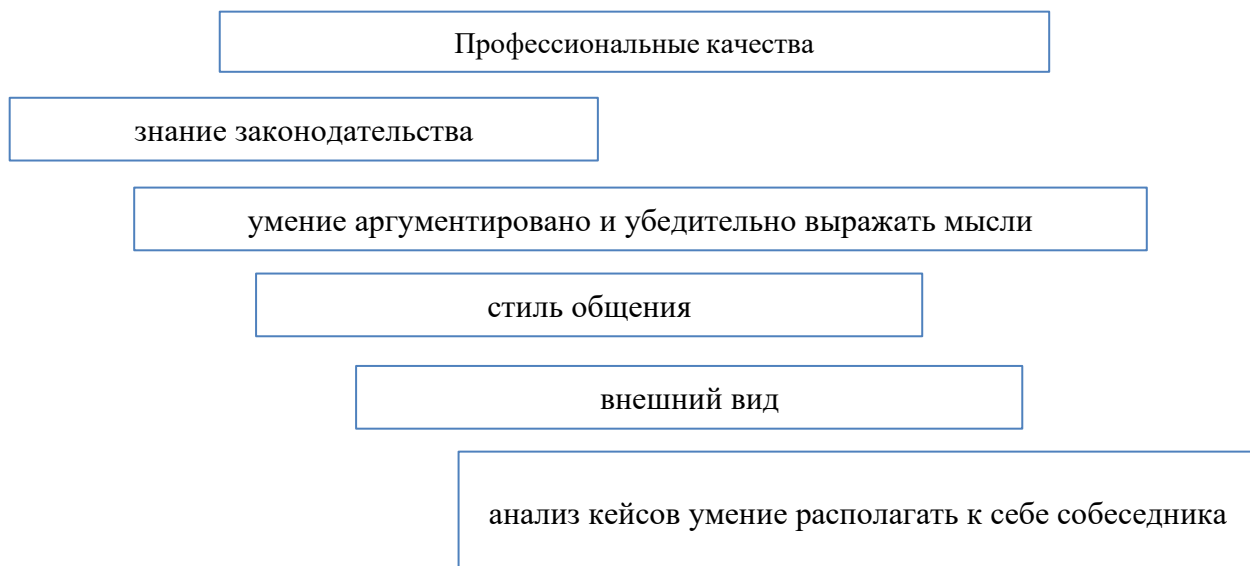 Профессиональные качества
знание законодательства
умение аргументировано и убедительно выражать мысли
стиль общения
внешний вид
анализ кейсов умение располагать к себе собеседника